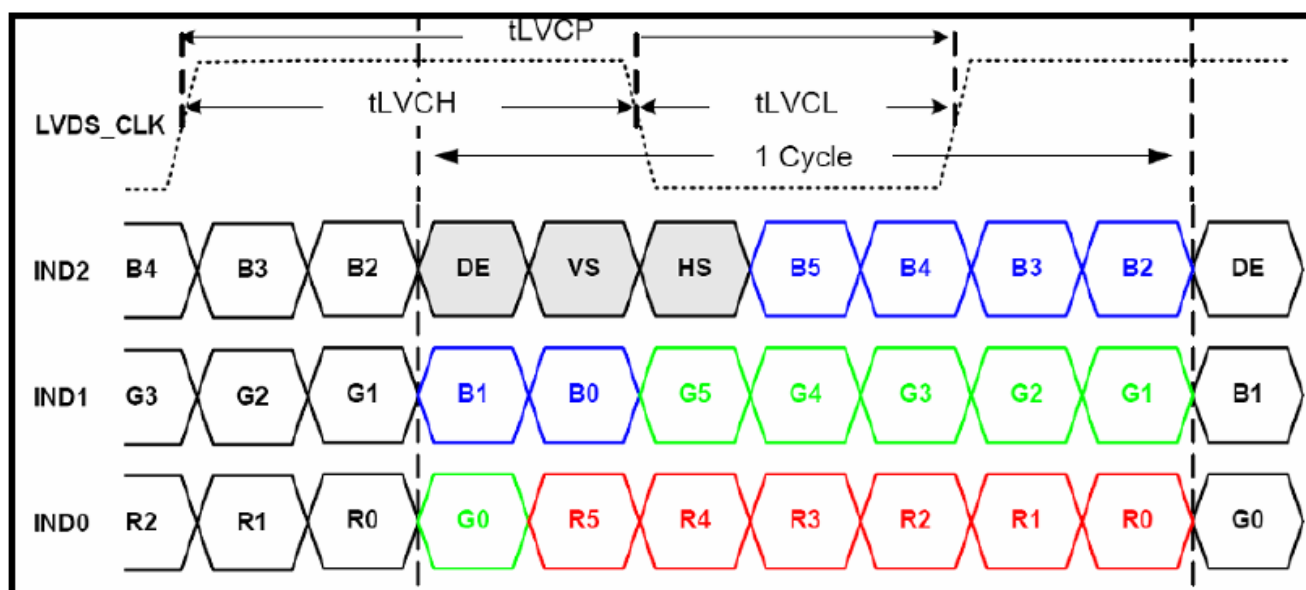 tLVCP
tLVCH tLVCL
LVDS_CLK
1 Cycle
IND2 B4 B3 B2 DE VS HS B5 B4 B3 B2 DE
IND1 G3 G2 G1 B1 B0 G5 G4 G3 G2 G1 B1
IND0 R2 R1 R0 G0 R5 R4 R3 R2 R1 R0 G0